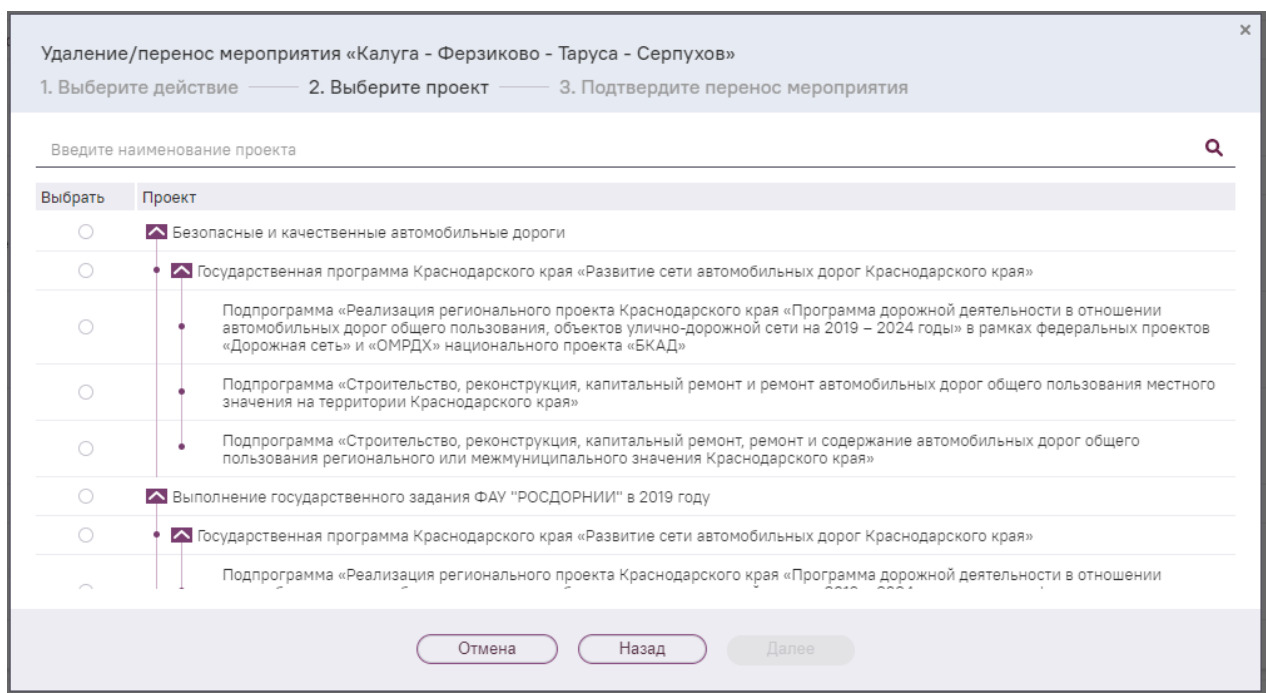 Удаление/перенос мероприятия «Калуга - Ферзиково - Таруса - Серпухов»
1. Выберите действие 2. Выберите проект 3. Подтвердите перенос мероприятия
Введите наименование проекта
Выбрать Проект
Безопасные и качественные автомобильные дороги
Государственная программа Краснодарского края «Развитие сети автомобильных дорог Краснодарского края»
Подпрограмма «Реализация регионального проекта Краснодарского края «Программа дорожной деятельности в отношении
автомобильных дорог общего пользования, объектов улично-дорожной сети на 2019 – 2024 годы» в рамках федеральных проектов
«Дорожная сеть» и «ОМРДХ» национального проекта «БКАД»
Подпрограмма «Строительство, реконструкция, капитальный ремонт и ремонт автомобильных дорог общего пользования местного
значения на территории Краснодарского края»
Подпрограмма «Строительство, реконструкция, капитальный ремонт, ремонт и содержание автомобильных дорог общего
пользования регионального или межмуниципального значения Краснодарского края»
Выполнение государственного задания ФАУ "РОСДОРНИИ" в 2019 году
Государственная программа Краснодарского края «Развитие сети автомобильных дорог Краснодарского края»
Подпрограмма «Реализация регионального проекта Краснодарского края «Программа дорожной деятельности в отношении
Отмена Назад Далее